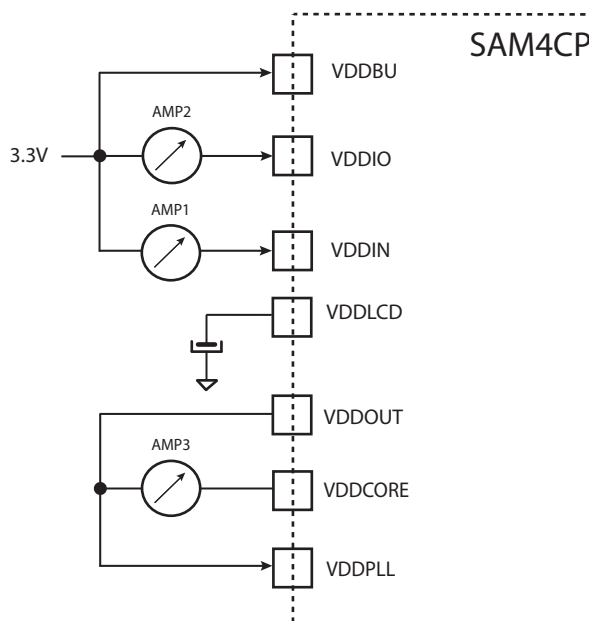 SAM4CP
VDDBU
AMP2
3.3V
VDDIO
AMP1
VDDIN
VDDLCD
VDDOUT
AMP3
VDDCORE
VDDPLL